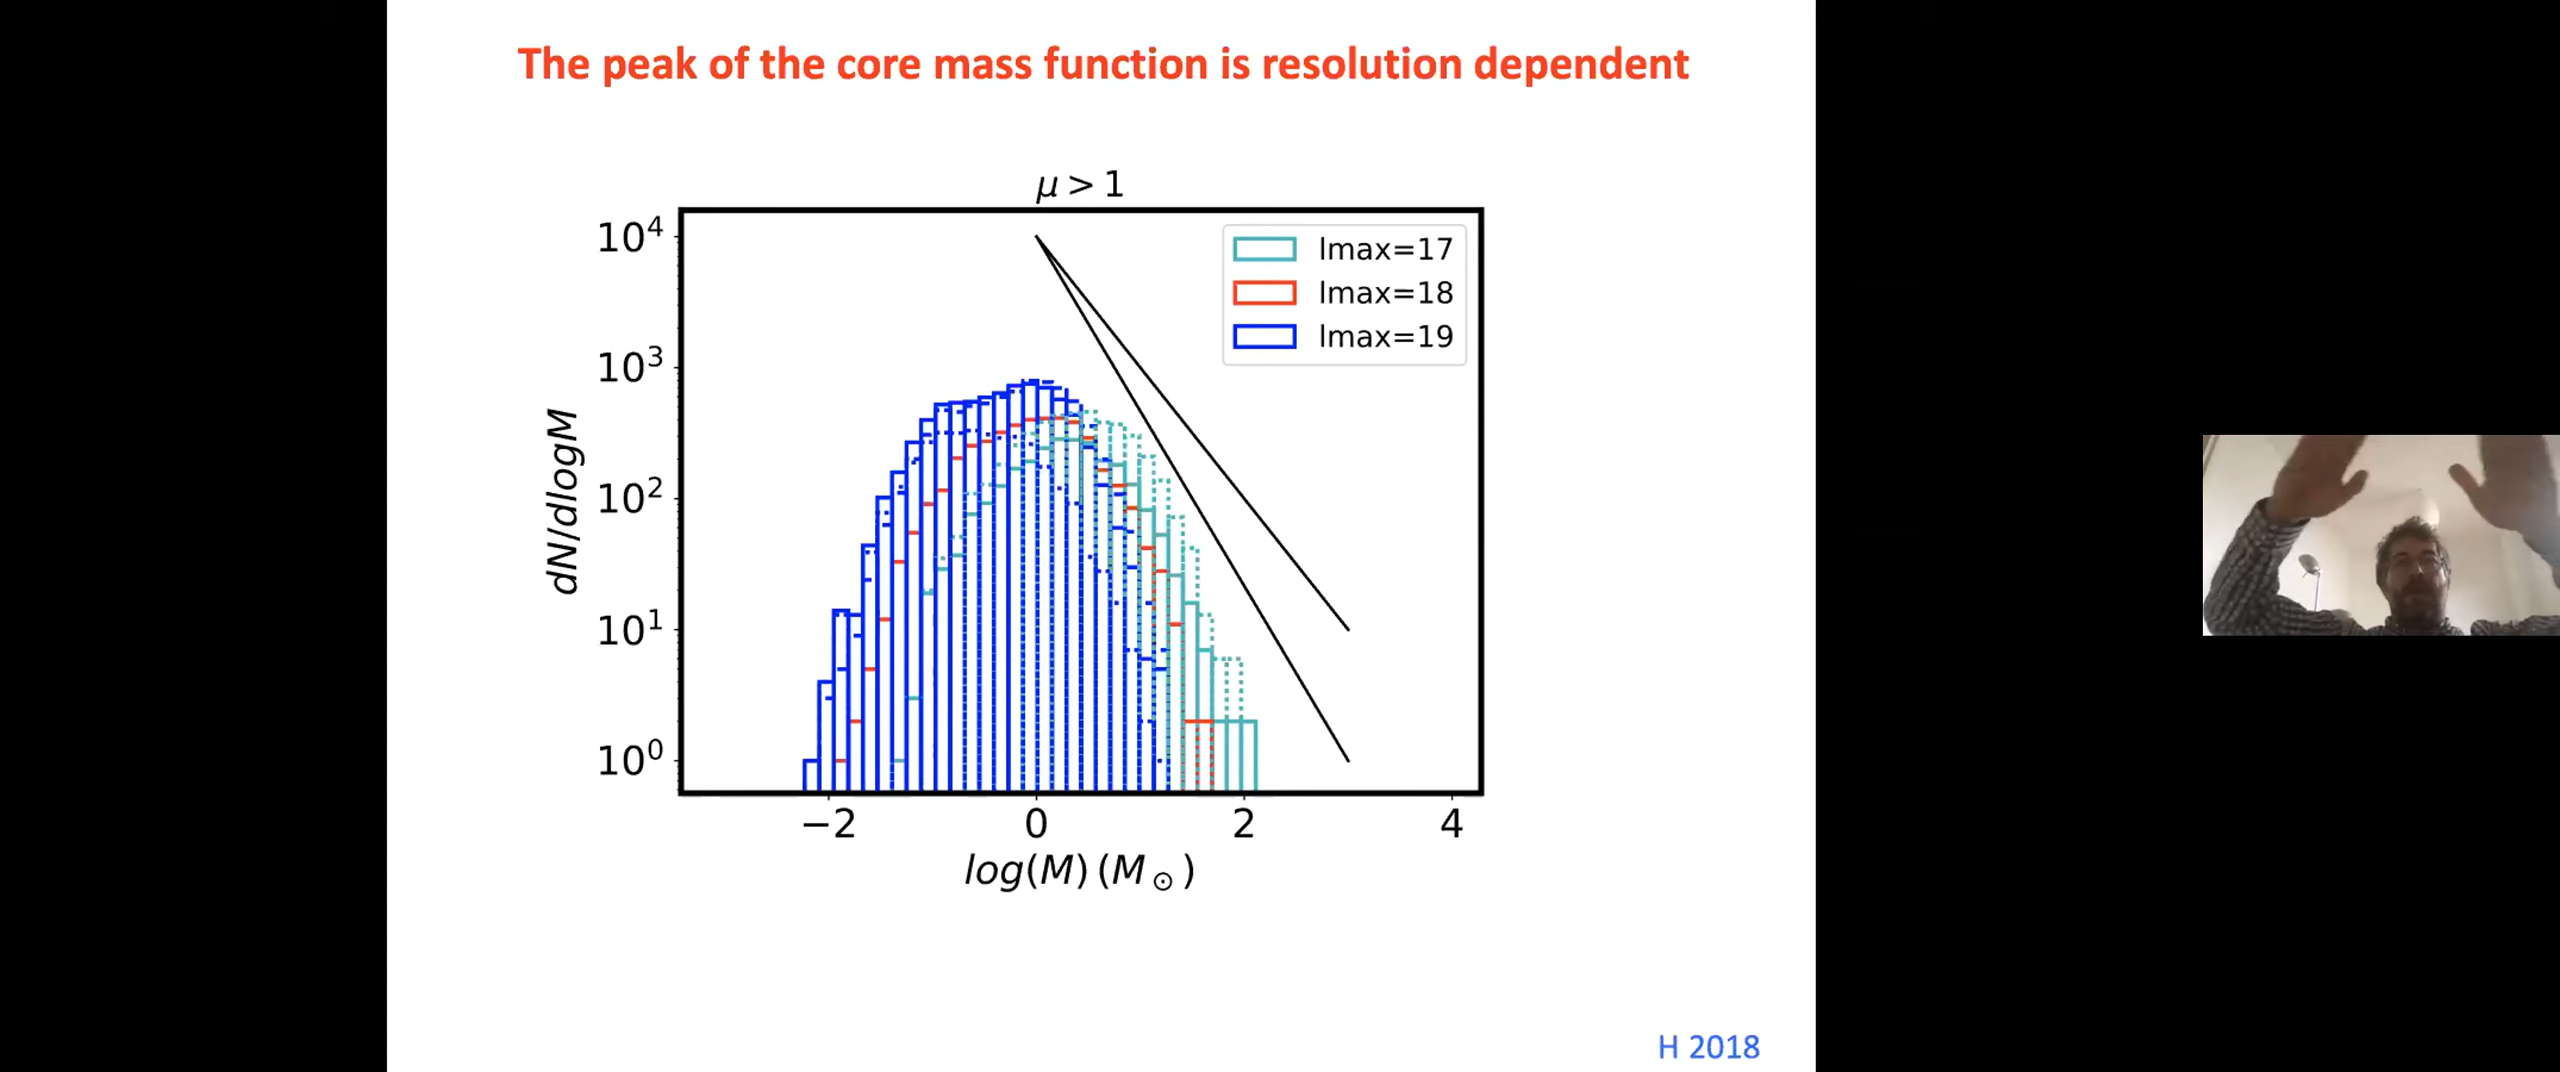 The peak of the core mass function is resolution dependent
μ > 1
10⁴
10³
10²
10¹
10⁰
dN/dlogM
lmax=17
lmax=18
lmax=19
−2 0 2 4
log(M) (M⊙)
H 2018